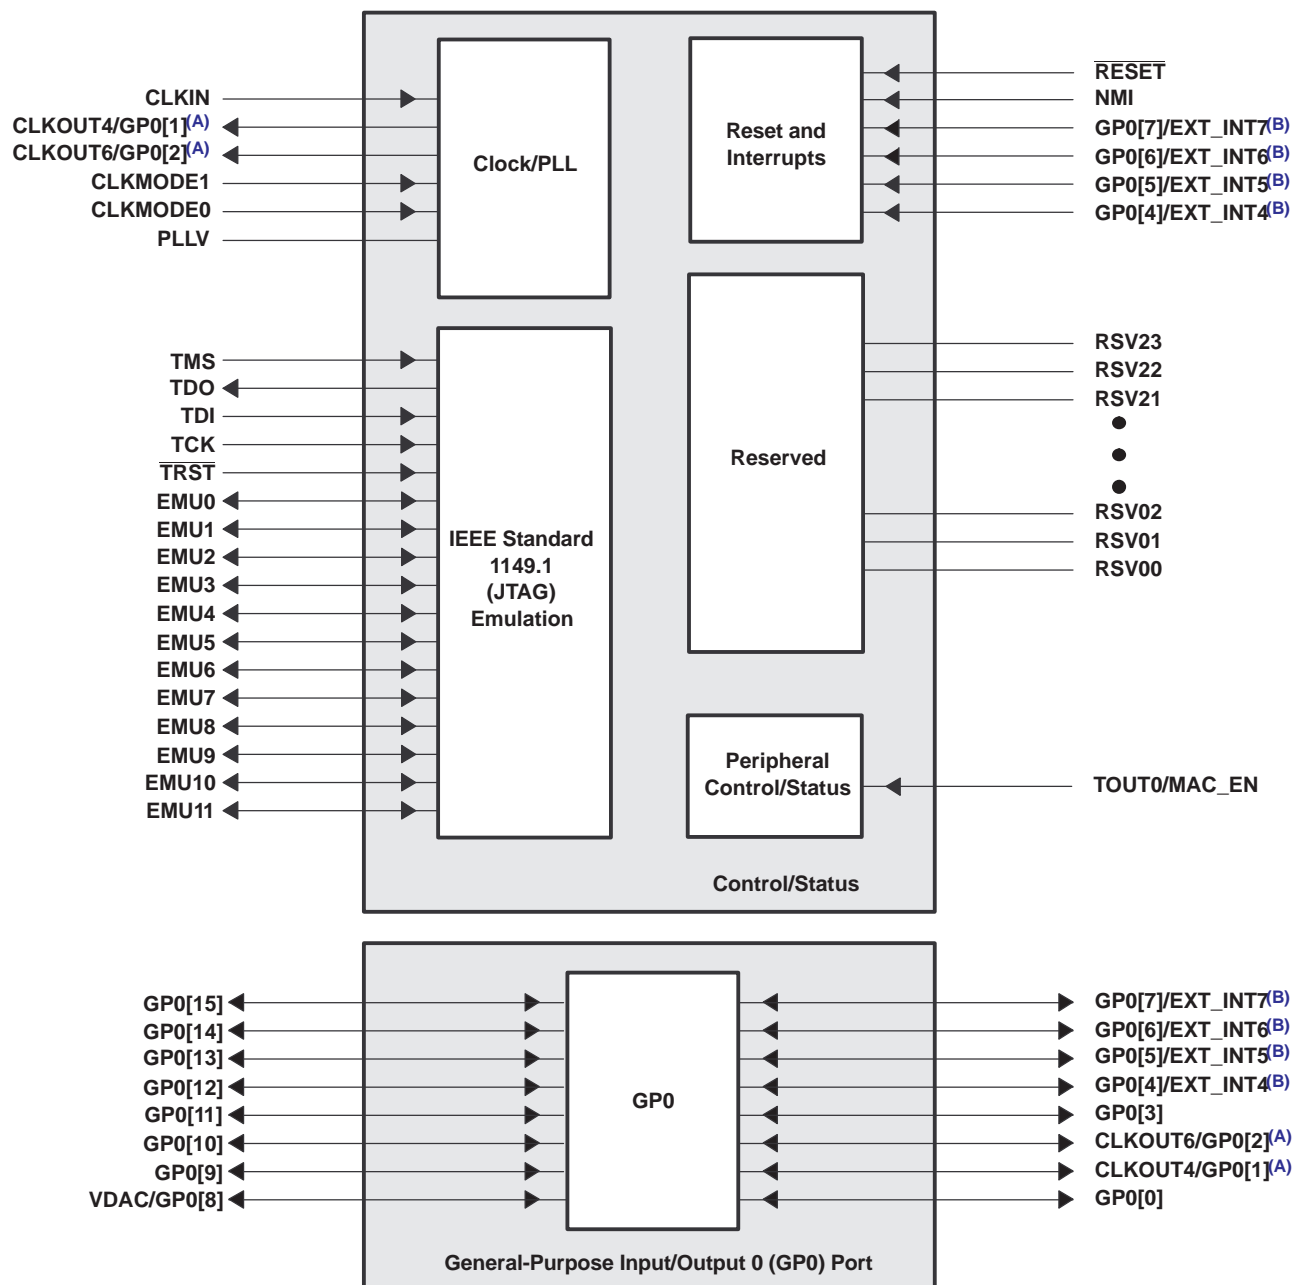 CLKIN
CLKOUT4/GP0[1](A)
CLKOUT6/GP0[2](A)
CLKMODE1
CLKMODE0
PLLV
Clock/PLL
Reset and
Interrupts
RESET
NMI
GP0[7]/EXT_INT7(B)
GP0[6]/EXT_INT6(B)
GP0[5]/EXT_INT5(B)
GP0[4]/EXT_INT4(B)
TMS
TDO
TDI
TCK
TRST
EMU0
EMU1
EMU2
EMU3
EMU4
EMU5
EMU6
EMU7
EMU8
EMU9
EMU10
EMU11
IEEE Standard
1149.1
(JTAG)
Emulation
Reserved
RSV23
RSV22
RSV21
RSV02
RSV01
RSV00
Peripheral
Control/Status
TOUT0/MAC_EN
Control/Status
GP0[15]
GP0[14]
GP0[13]
GP0[12]
GP0[11]
GP0[10]
GP0[9]
VDAC/GP0[8]
GP0
GP0[7]/EXT_INT7(B)
GP0[6]/EXT_INT6(B)
GP0[5]/EXT_INT5(B)
GP0[4]/EXT_INT4(B)
GP0[3]
CLKOUT6/GP0[2](A)
CLKOUT4/GP0[1](A)
GP0[0]
General-Purpose Input/Output 0 (GP0) Port